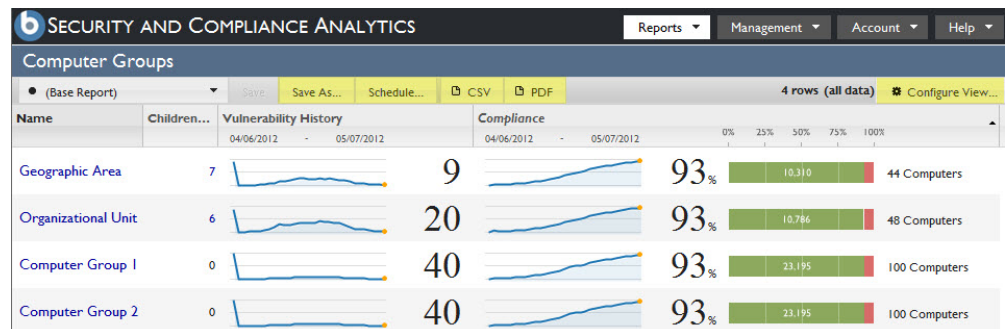 b SECURITY AND COMPLIANCE ANALYTICS Reports Management Account Help
Computer Groups
(Base Report) Save Save As... Schedule... CSV PDF 4 rows (all data) Configure View...
Name Children... Vulnerability History Compliance
04/06/2012 - 05/07/2012 04/06/2012 - 05/07/2012 0% 25% 50% 75% 100%
Geographic Area 7 9 93% 10,310 44 Computers
Organizational Unit 6 20 93% 10,786 48 Computers
Computer Group 1 0 40 93% 23,195 100 Computers
Computer Group 2 0 40 93% 23,195 100 Computers